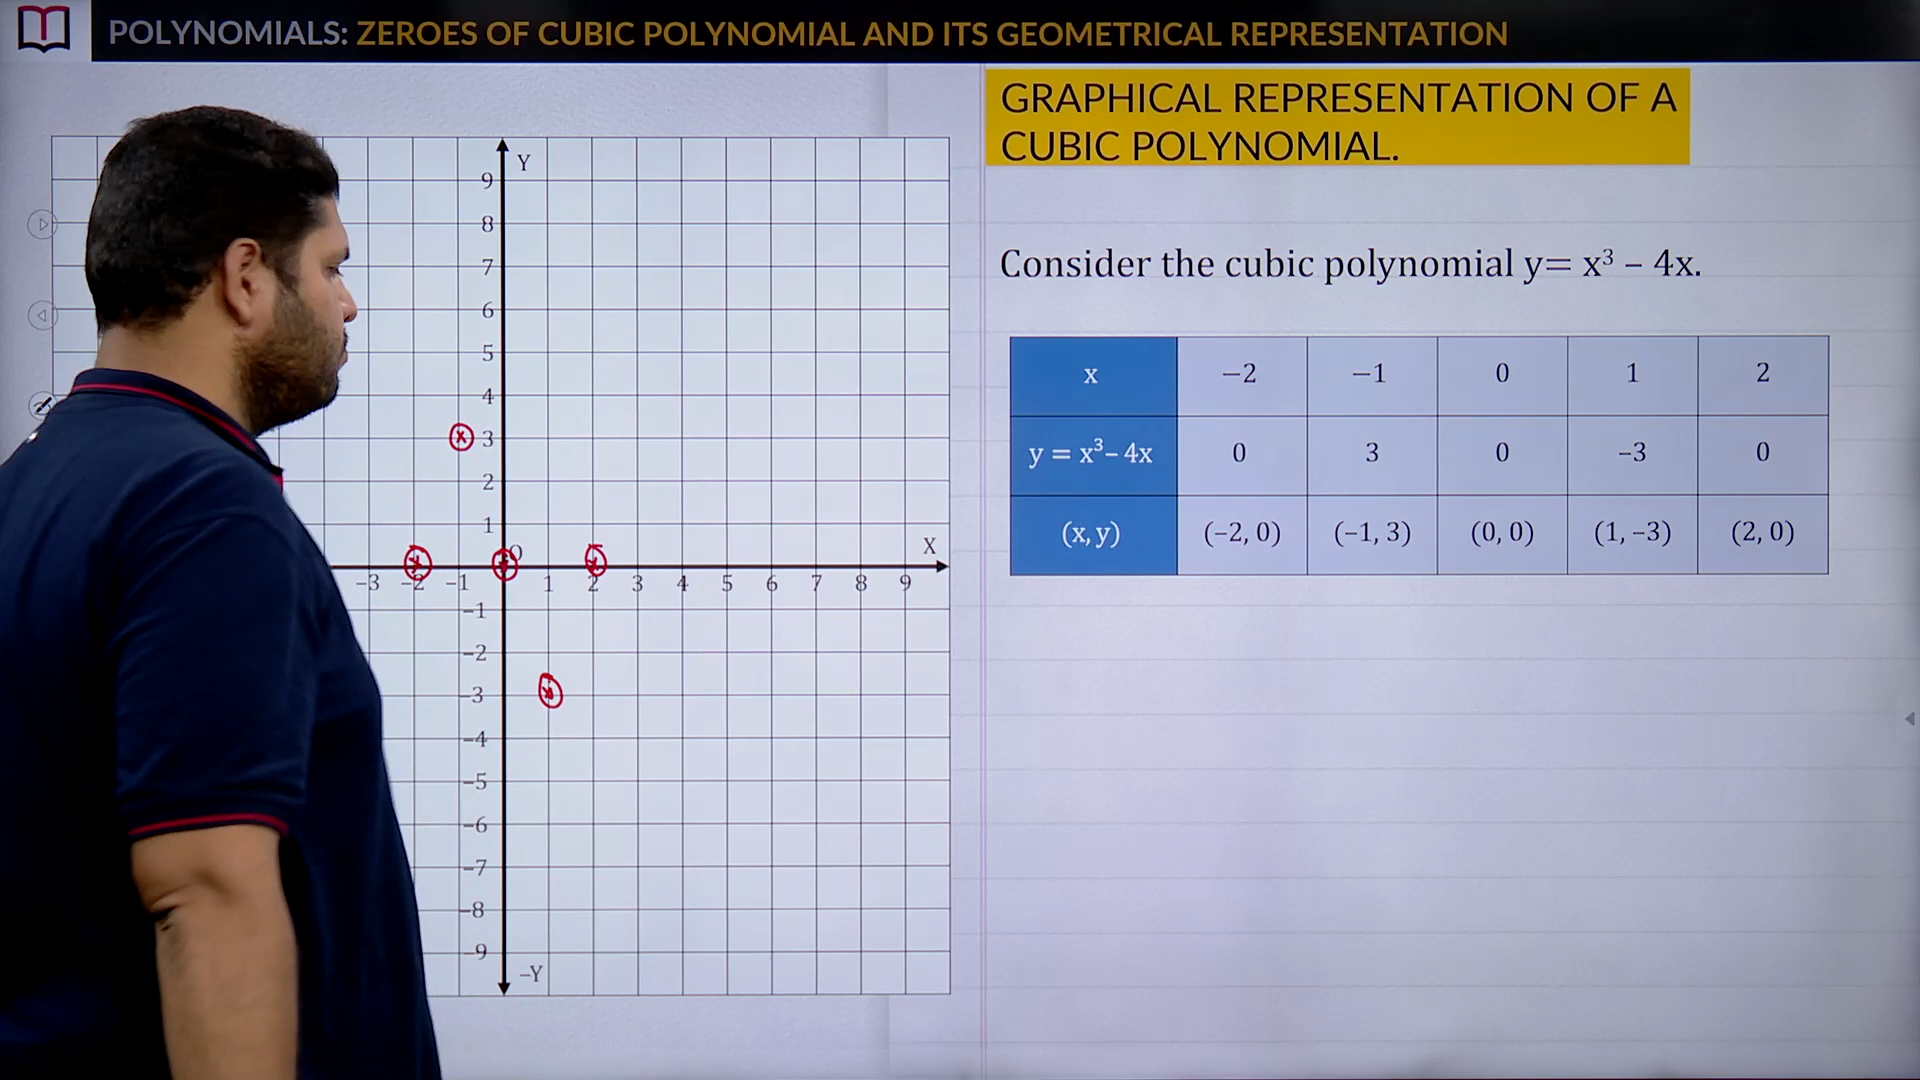 POLYNOMIALS: ZEROES OF CUBIC POLYNOMIAL AND ITS GEOMETRICAL REPRESENTATION
GRAPHICAL REPRESENTATION OF A
CUBIC POLYNOMIAL.
Consider the cubic polynomial y= x³ – 4x.
x −2 −1 0 1 2
y = x³– 4x 0 3 0 –3 0
(x, y) (–2, 0) (–1, 3) (0, 0) (1, –3) (2, 0)
Y
9
8
7
6
5
4
3
2
1
O
X
–3 –2 –1 1 2 3 4 5 6 7 8 9
–1
–2
–3
–4
–5
–6
–7
–8
–9
–Y